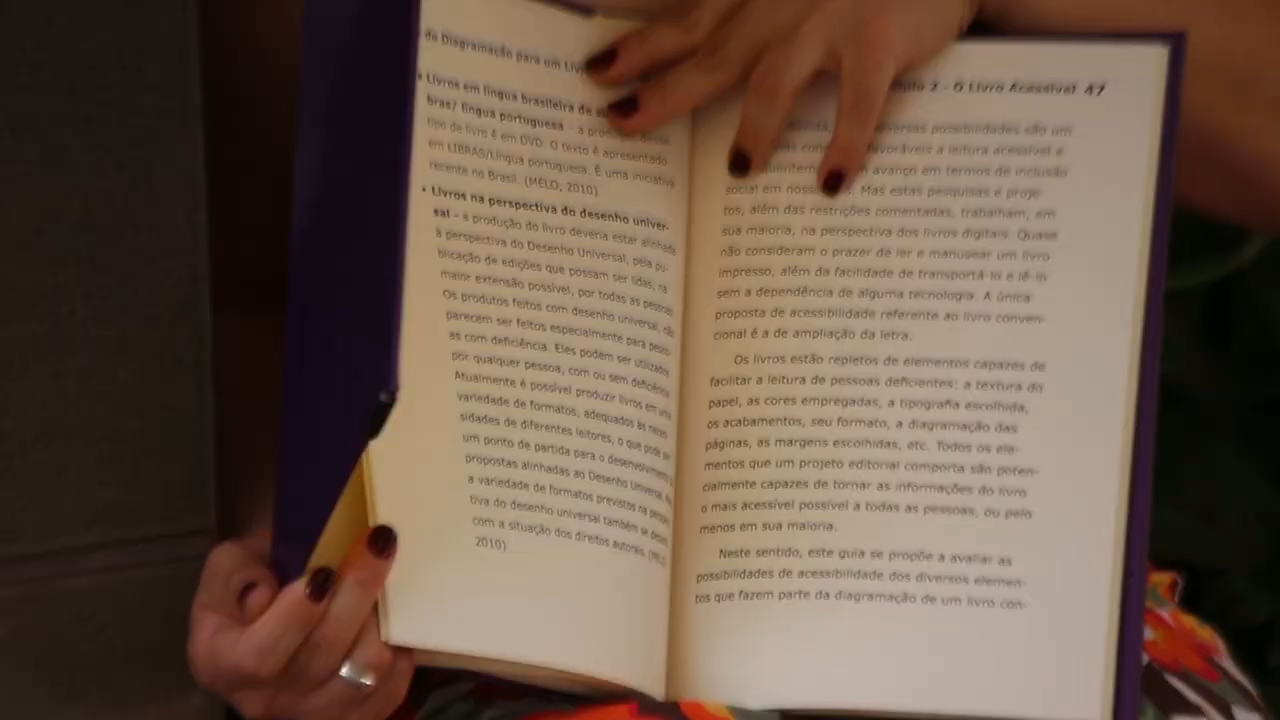 de Diagramação para um Livro
• Livros em língua brasileira de
bras/ língua portuguesa – a
tipo de livro é em DVD. O texto é apresentado
em LIBRAS/Língua portuguesa. É uma iniciativa
recente no Brasil. (MELO, 2010)
• Livros na perspectiva do desenho univer-
sal – a produção do livro deveria estar alinhada
à perspectiva do Desenho Universal, pela pu-
blicação de edições que possam ser lidas, na
maior extensão possível, por todas as pessoas
Os produtos feitos com desenho universal, não
parecem ser feitos especialmente para pesso-
as com deficiência. Eles podem ser utilizados
por qualquer pessoa, com ou sem deficiência
Atualmente é possível produzir livros em uma
variedade de formatos, adequados às neces-
sidades de diferentes leitores, o que pode ser
um ponto de partida para o desenvolvimento
propostas alinhadas ao Desenho Universal.
a variedade de formatos previstos na perspec-
tiva do desenho universal também se
com a situação dos direitos autorais. (MELO,
2010)
2 - O Livro Acessível 47
possibilidades são um
favoráveis a leitura acessível e
avanço em termos de inclusão
social em Mas estas pesquisas e proje-
tos, além das restrições comentadas, trabalham, em
sua maioria, na perspectiva dos livros digitais. Quase
não consideram o prazer de ler e manusear um livro
impresso, além da facilidade de transportá-lo e lê-lo
sem a dependência de alguma tecnologia. A única
proposta de acessibilidade referente ao livro conven-
cional é a de ampliação da letra.
Os livros estão repletos de elementos capazes de
facilitar a leitura de pessoas deficientes: a textura do
papel, as cores empregadas, a tipografia escolhida,
os acabamentos, seu formato, a diagramação das
páginas, as margens escolhidas, etc. Todos os ele-
mentos que um projeto editorial comporta são poten-
cialmente capazes de tornar as informações do livro
o mais acessível possível a todas as pessoas, ou pelo
menos em sua maioria.
Neste sentido, este guia se propõe a avaliar as
possibilidades de acessibilidade dos diversos elemen-
tos que fazem parte da diagramação de um livro con-